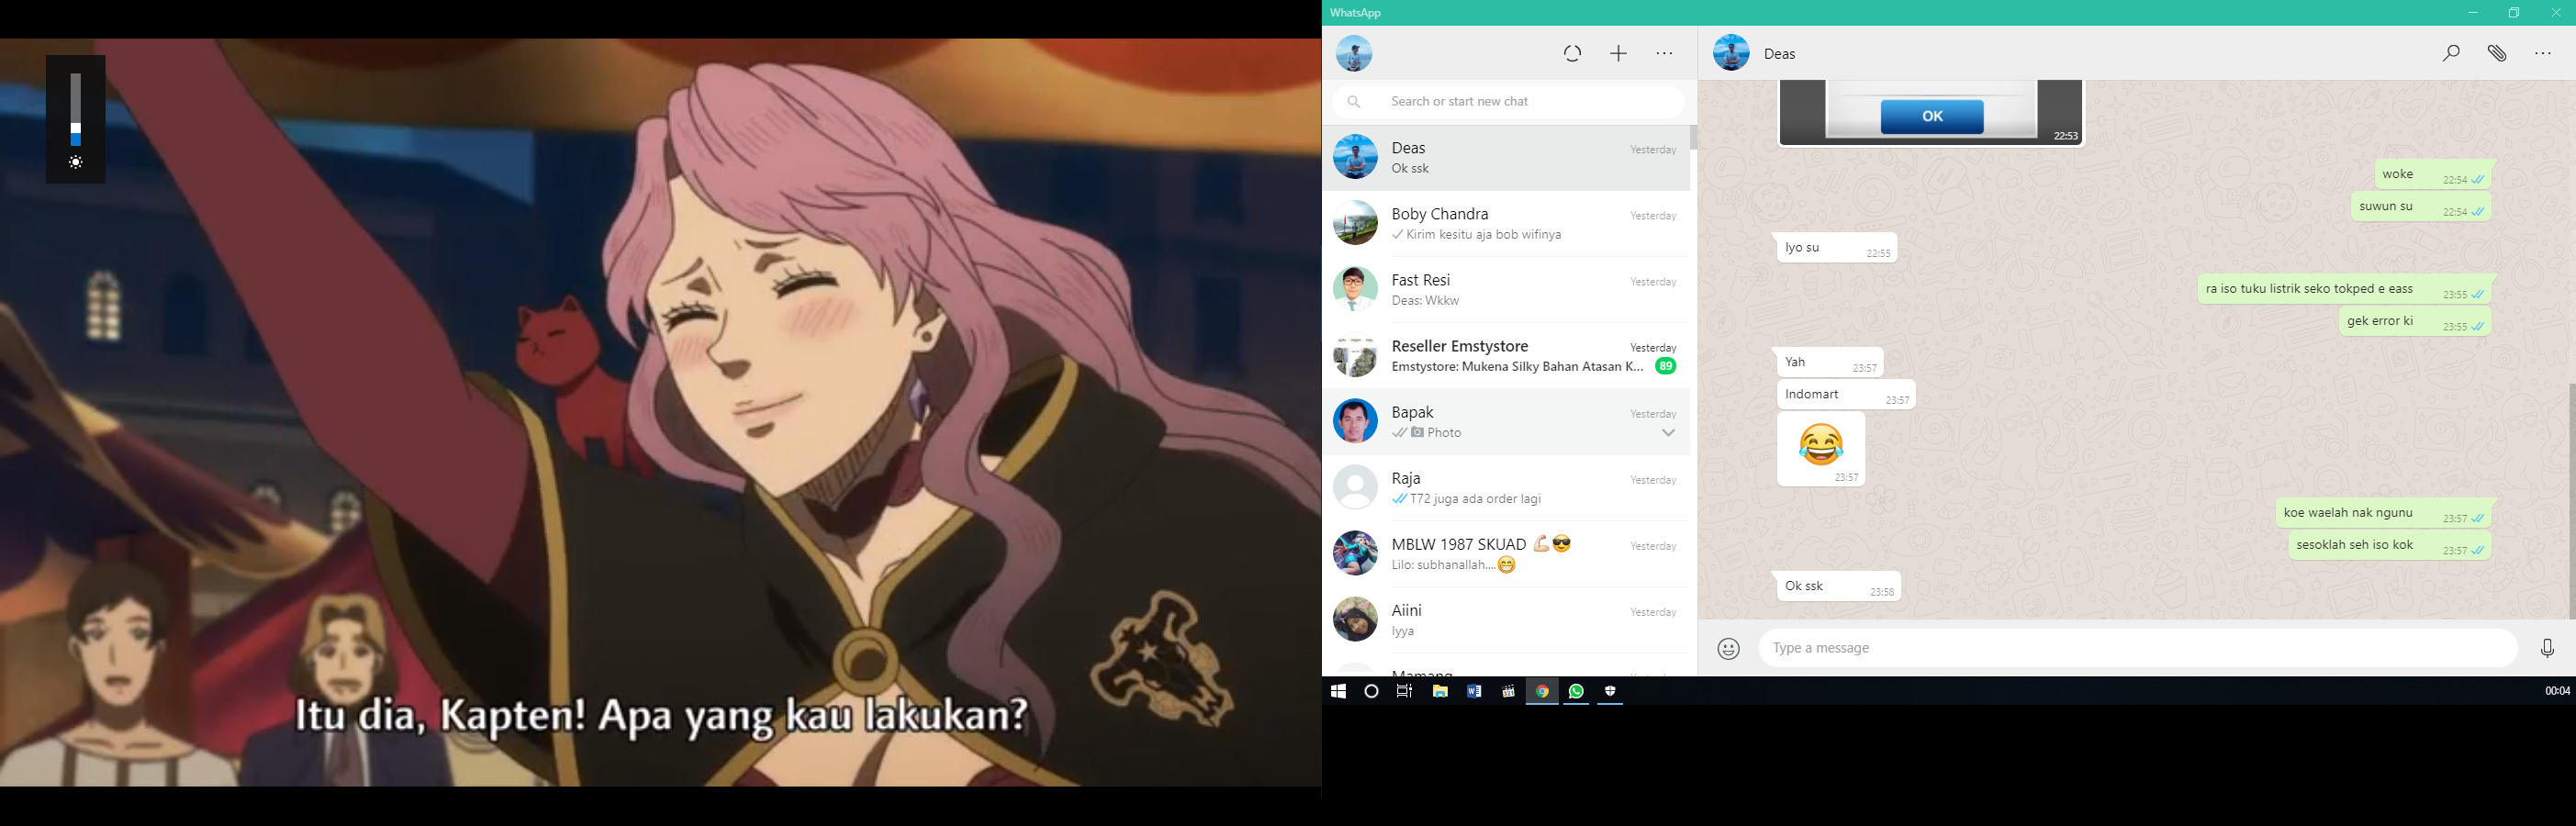 Itu dia, Kapten! Apa yang kau lakukan?
WhatsApp
Search or start new chat
Deas
Yesterday
Ok ssk
Boby Chandra
Yesterday
Kirim kesitu aja bob wifinya
Fast Resi
Yesterday
Deas: Wkkw
Reseller Emstystore
Yesterday
Emstystore: Mukena Silky Bahan Atasan K...
89
Bapak
Yesterday
Photo
Raja
Yesterday
T72 juga ada order lagi
MBLW 1987 SKUAD 💪🏻😎
Yesterday
Lilo: subhanallah....😁
Aiini
Yesterday
Iyya
Mamang
Deas
OK
22:53
woke
22:54
suwun su
22:54
Iyo su
22:55
ra iso tuku listrik seko tokped e eass
23:55
gek error ki
23:55
Yah
23:57
Indomart
23:57
😂
23:57
koe waelah nak ngunu
23:57
sesoklah seh iso kok
23:57
Ok ssk
23:58
Type a message
00:04